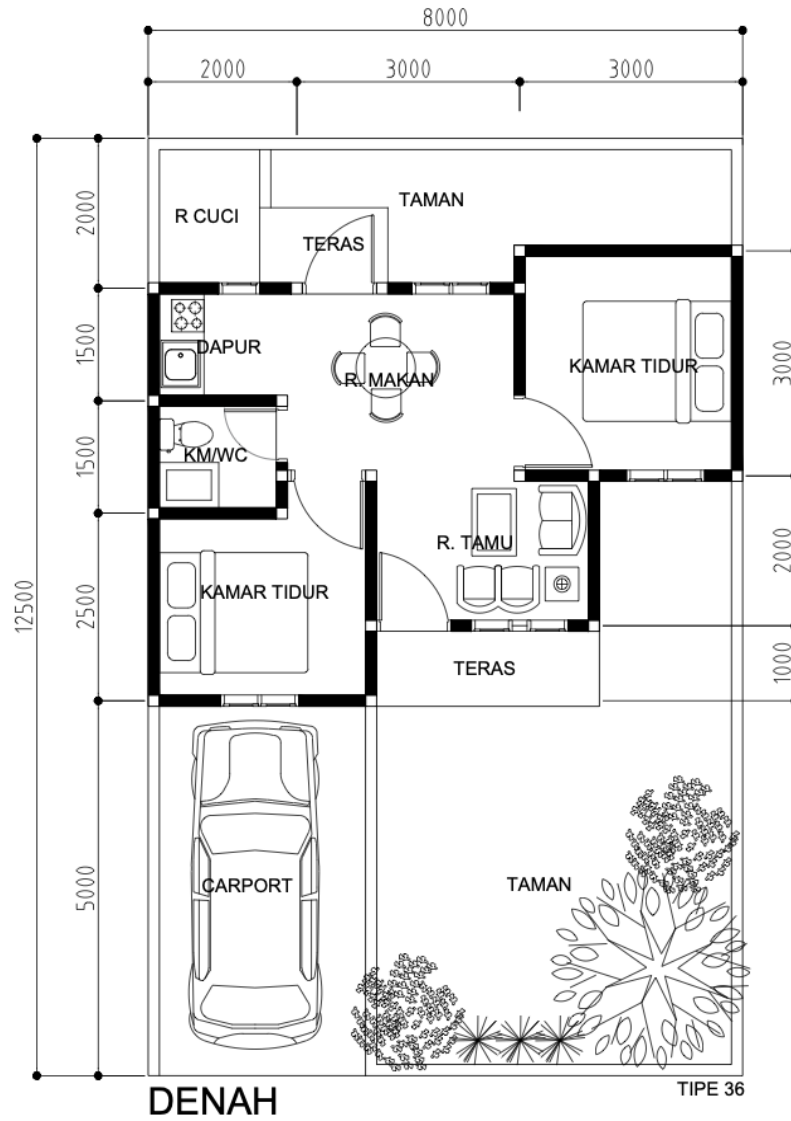 8000
2000
3000
3000
2000
TAMAN
R CUCI
TERAS
1500
DAPUR
R. MAKAN
KAMAR TIDUR
3000
1500
KM/WC
R. TAMU
2000
12500
2500
KAMAR TIDUR
TERAS
1000
5000
CARPORT
TAMAN
DENAH
TIPE 36